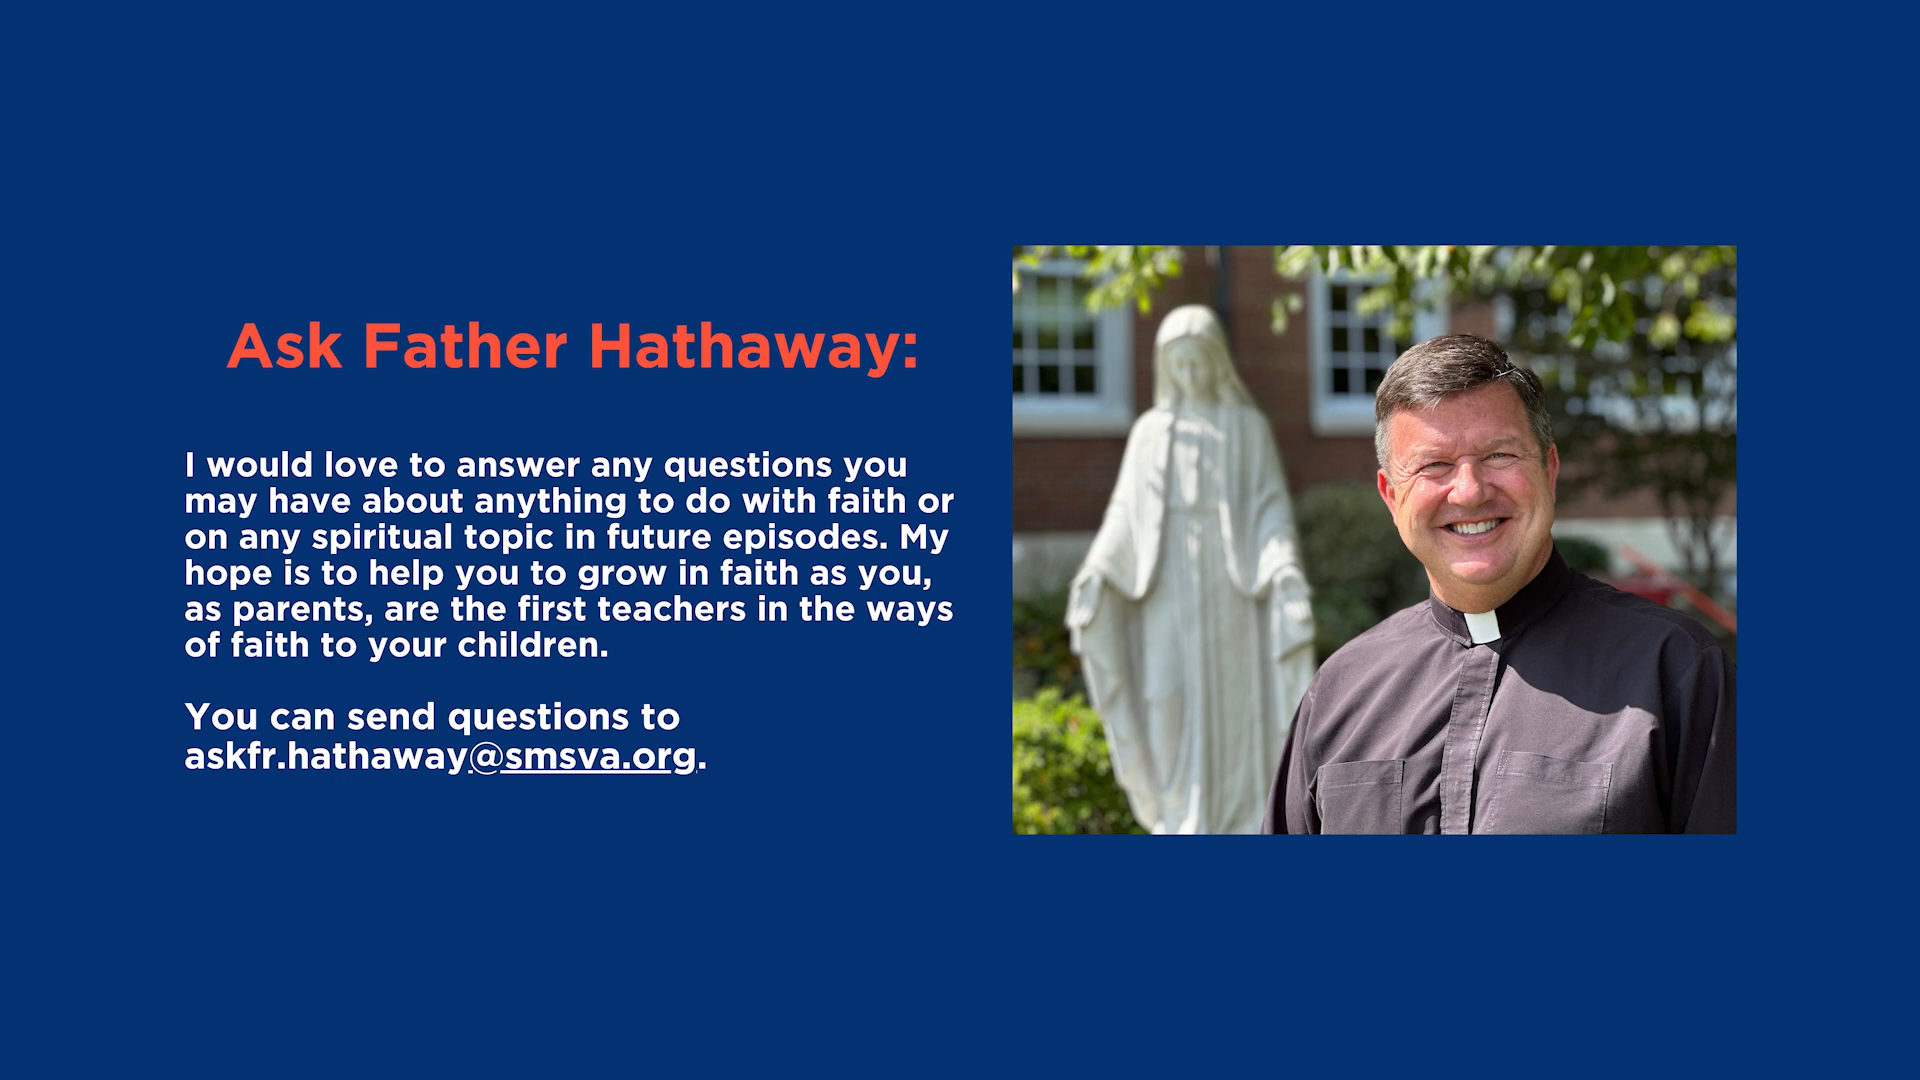 Ask Father Hathaway:
I would love to answer any questions you
may have about anything to do with faith or
on any spiritual topic in future episodes. My
hope is to help you to grow in faith as you,
as parents, are the first teachers in the ways
of faith to your children.
You can send questions to
askfr.hathaway@smsva.org.